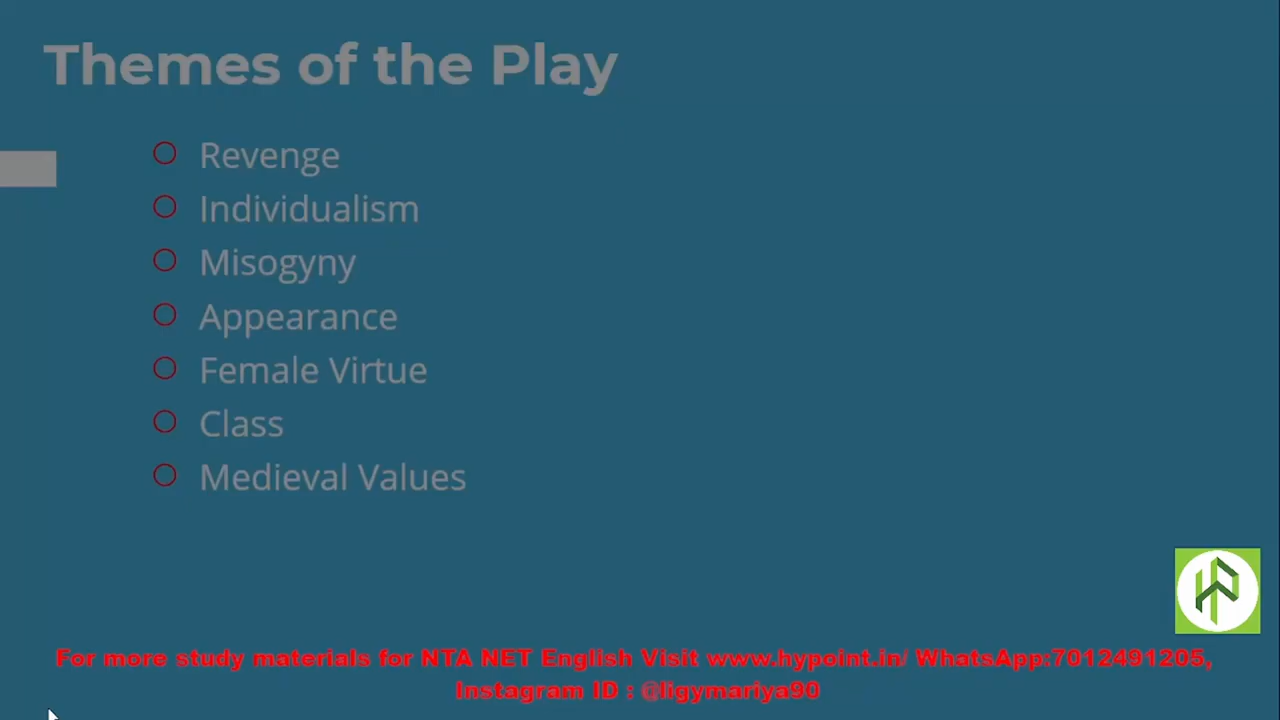 Themes of the Play
Revenge
Individualism
Misogyny
Appearance
Female Virtue
Class
Medieval Values
For more study materials for NTA NET English Visit www.hypoint.in/ WhatsApp:7012491205,
Instagram ID : @ligymariya90